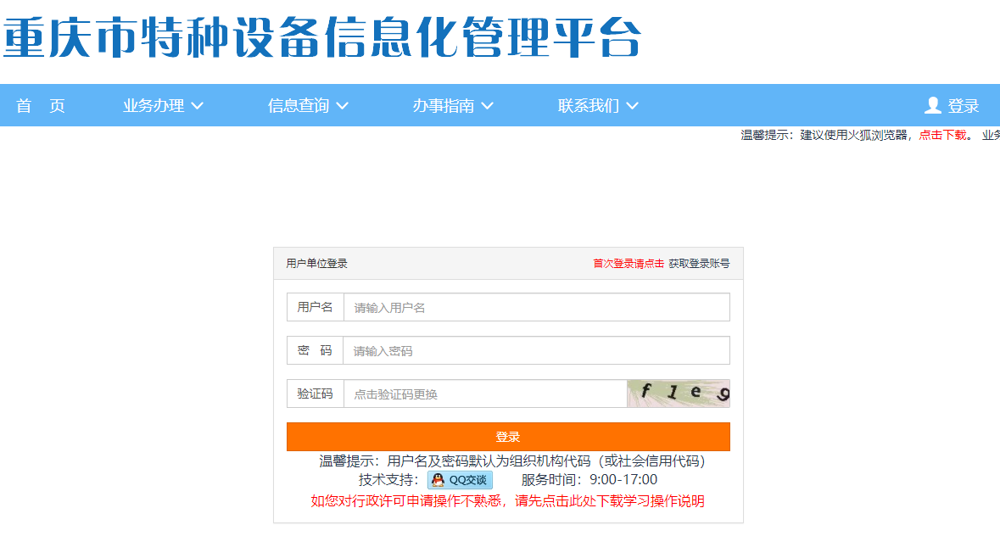 重庆市特种设备信息化管理平台
首 页 业务办理 信息查询 办事指南 联系我们 登录
温馨提示：建议使用火狐浏览器，点击下载。 业务
用户单位登录 首次登录请点击 获取登录账号
用户名 请输入用户名
密 码 请输入密码
验证码 点击验证码更换 f l e 9
登录
温馨提示：用户名及密码默认为组织机构代码（或社会信用代码）
技术支持： QQ交谈 服务时间：9:00-17:00
如您对行政许可申请操作不熟悉，请先点击此处下载学习操作说明